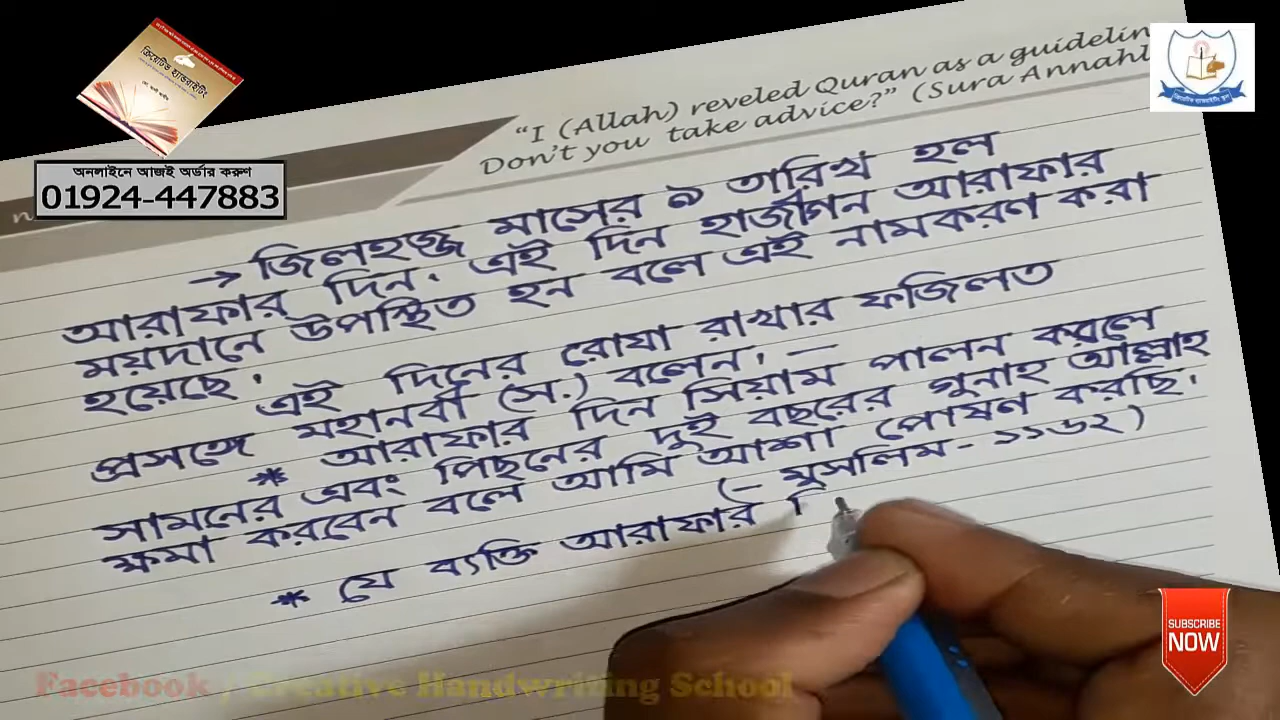 ক্রিয়েটিভ হ্যান্ডরাইটিং
অনলাইনে আজই অর্ডার করুণ
01924-447883
"I (Allah) reveled Quran as a guidelin
Don't you take advice?" (Sura Annahl
→ জিলহজ্জ মাসের ৯ তারিখ হল
আরাফার দিন। এই দিন হাজীগন আরাফার
ময়দানে উপস্থিত হন বলে এই নামকরণ করা
হয়েছে।
এই দিনের রোযা রাখার ফজিলত
প্রসঙ্গে মহানবী (স.) বলেন। —
* আরাফার দিন সিয়াম পালন করলে
সামনের এবং পিছনের দুই বছরের গুনাহ আল্লাহ
ক্ষমা করবেন বলে আমি আশা পোষণ করছি।
(- মুসলিম - ১১৬২)
* যে ব্যক্তি আরাফার
SUBSCRIBE
NOW
Facebook / Creative Handwriting School